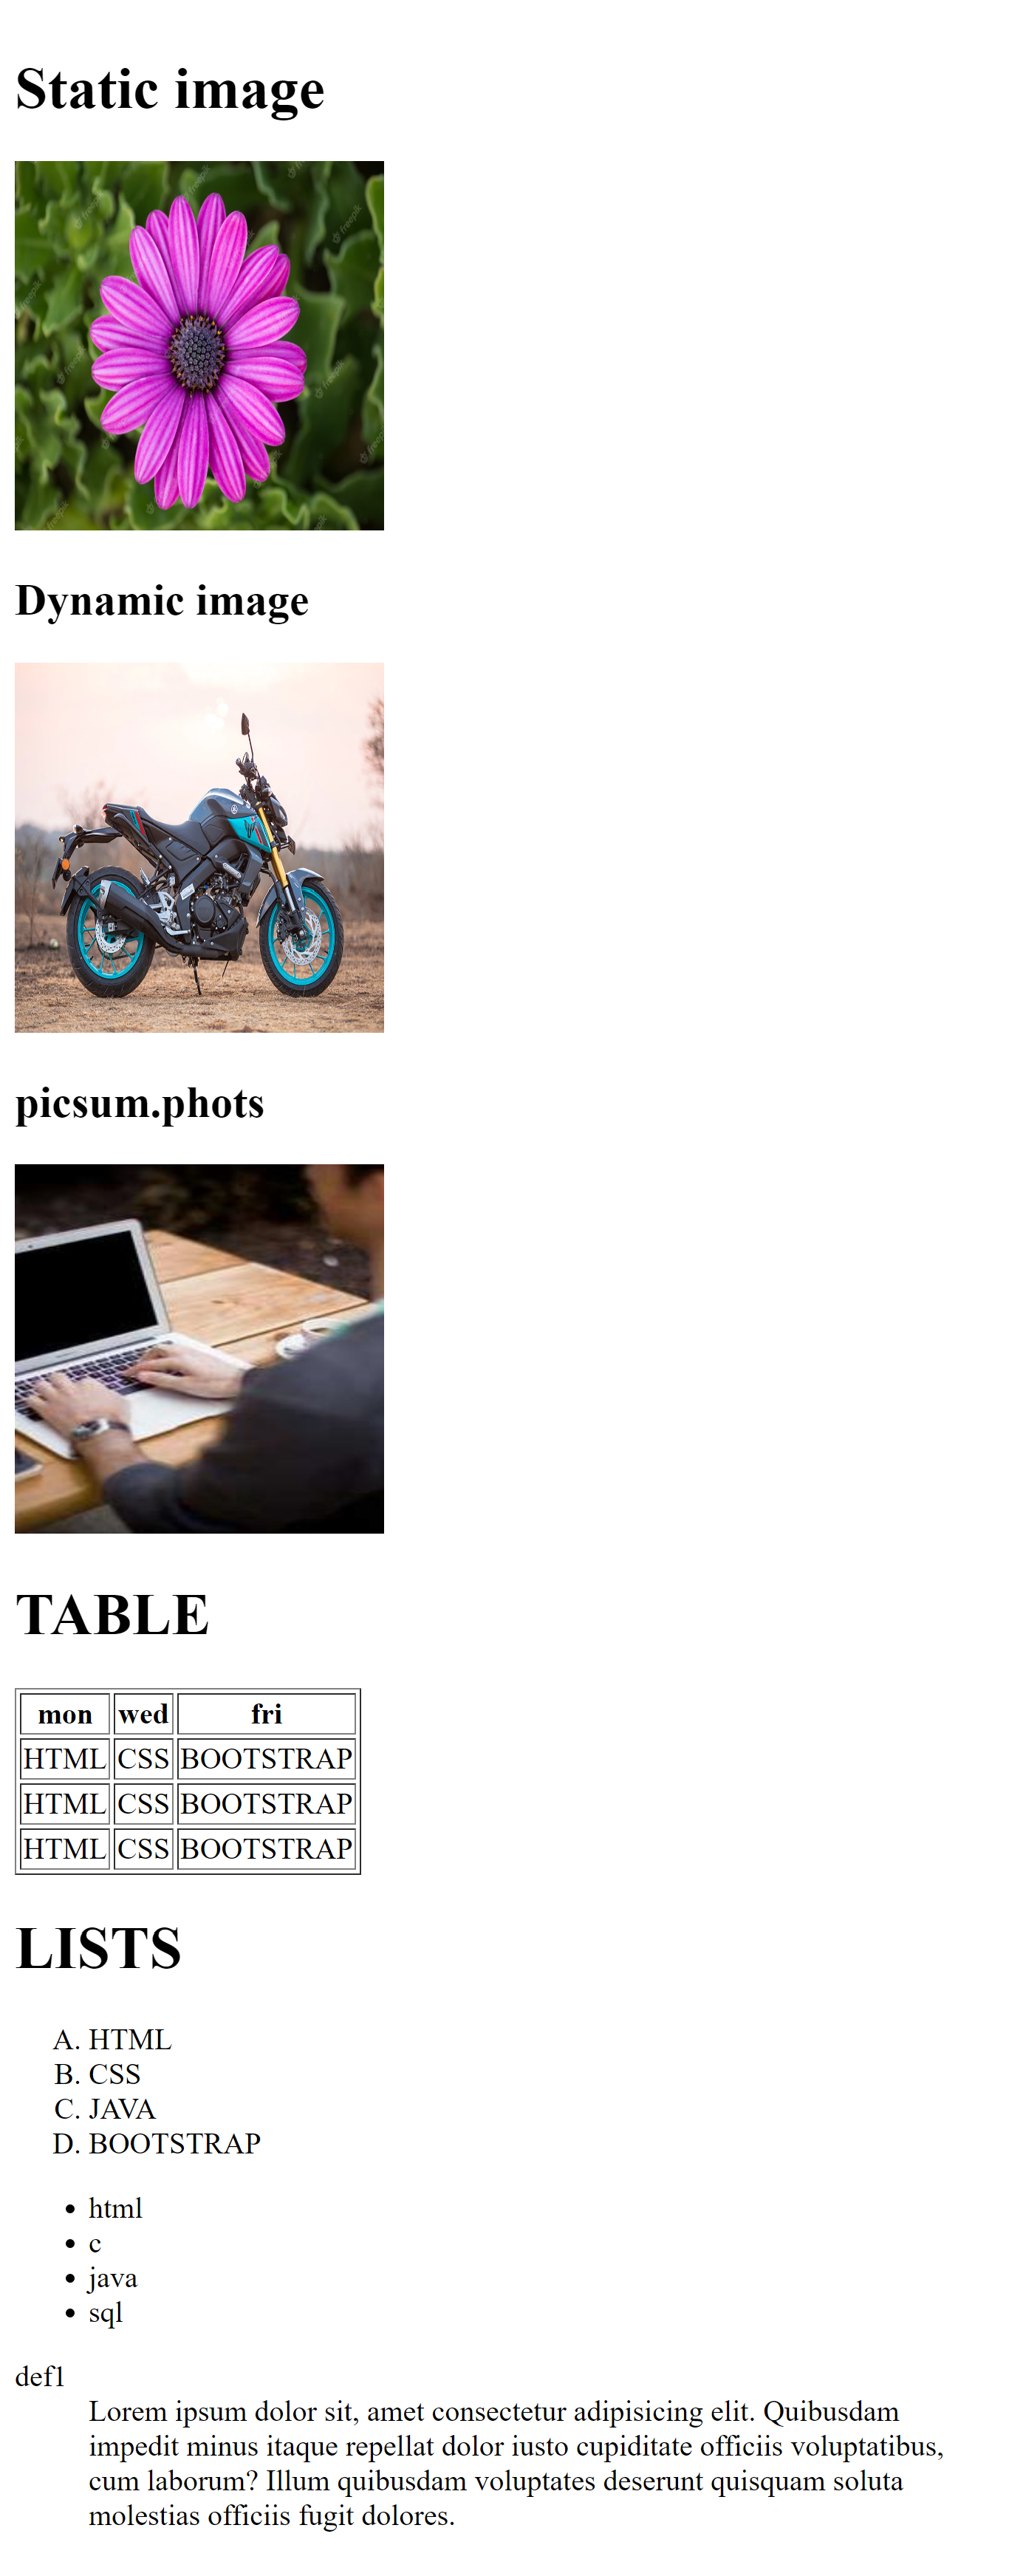 Static image
Dynamic image
picsum.phots
TABLE
mon wed fri
HTML CSS BOOTSTRAP
HTML CSS BOOTSTRAP
HTML CSS BOOTSTRAP
LISTS
A. HTML
B. CSS
C. JAVA
D. BOOTSTRAP
• html
• c
• java
• sql
def1
Lorem ipsum dolor sit, amet consectetur adipisicing elit. Quibusdam
impedit minus itaque repellat dolor iusto cupiditate officiis voluptatibus,
cum laborum? Illum quibusdam voluptates deserunt quisquam soluta
molestias officiis fugit dolores.